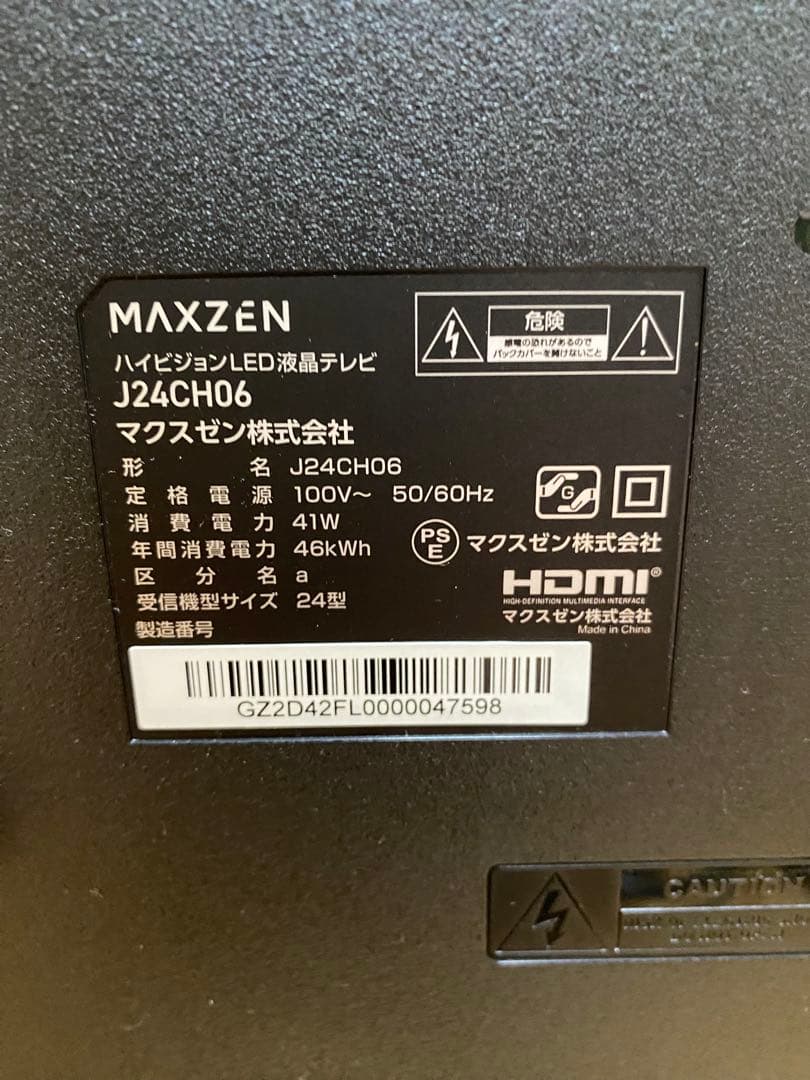 MAXZEN
ハイビジョンLED液晶テレビ
J24CH06
マクスゼン株式会社
危険
感電の恐れがあるので
バックカバーを開けないこと
形名 J24CH06
定格電源 100V～ 50/60Hz
消費電力 41W
年間消費電力 46kWh
区分名 a
受信機型サイズ 24型
製造番号
G
PS
E
マクスゼン株式会社
HDMI®
HIGH-DEFINITION MULTIMEDIA INTERFACE
マクスゼン株式会社
Made in China
GZ2D42FL0000047598
CAUTION